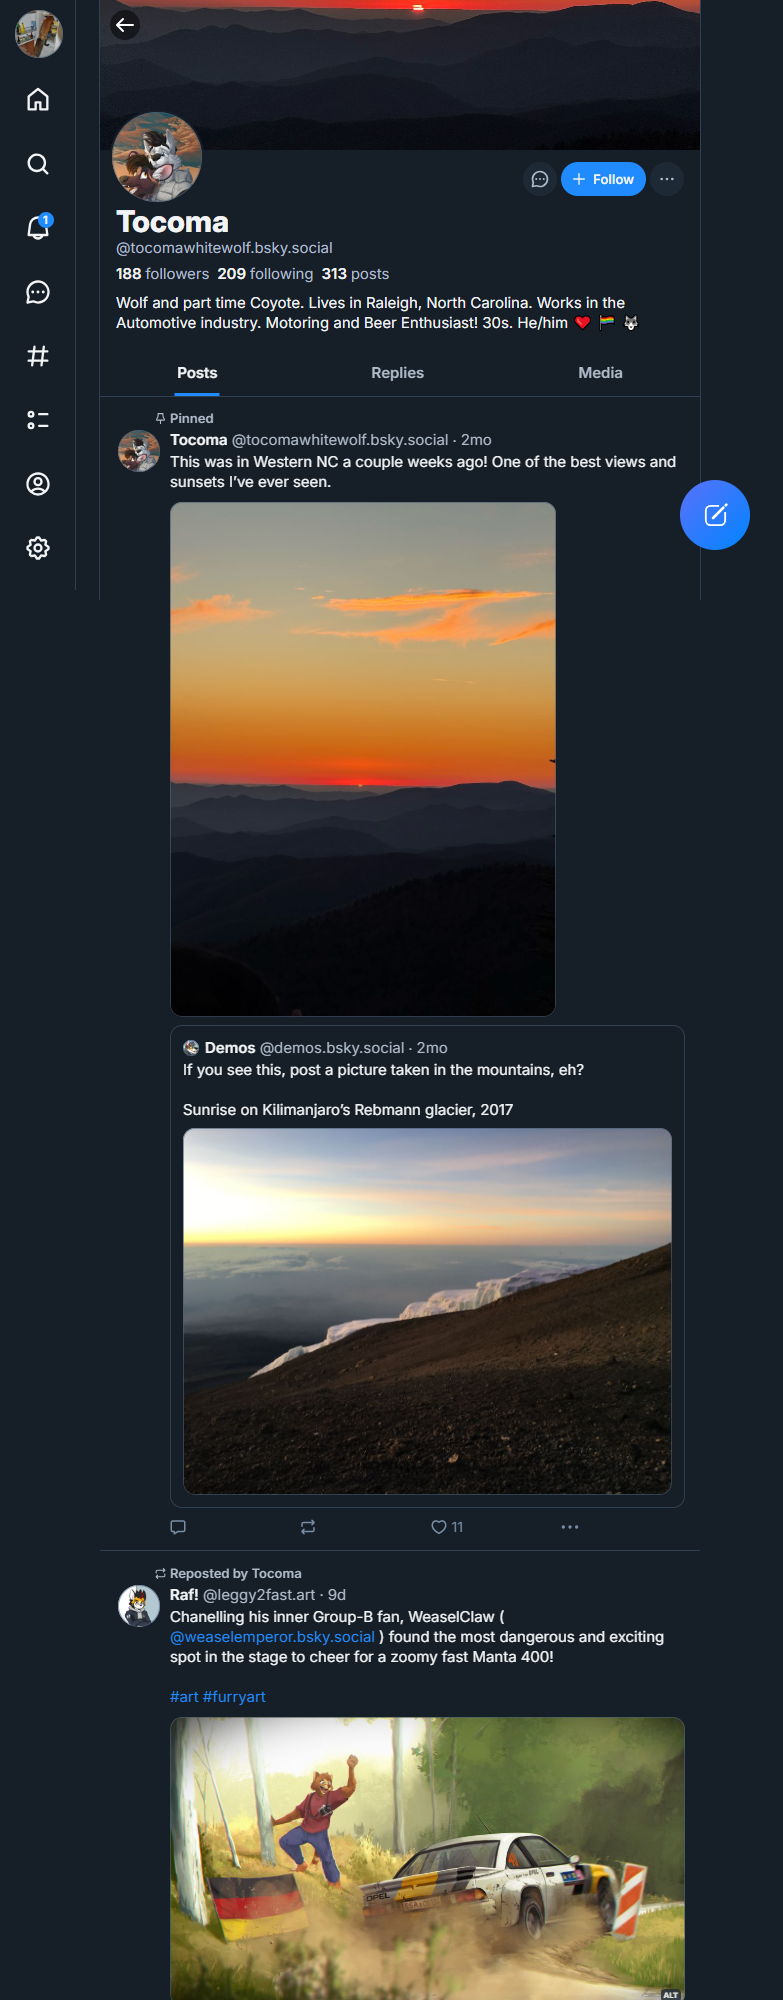 1
Follow
Tocoma
@tocomawhitewolf.bsky.social
188 followers 209 following 313 posts
Wolf and part time Coyote. Lives in Raleigh, North Carolina. Works in the
Automotive industry. Motoring and Beer Enthusiast! 30s. He/him ❤️ 🏳️‍🌈 🐺
Posts
Replies
Media
Pinned
Tocoma @tocomawhitewolf.bsky.social · 2mo
This was in Western NC a couple weeks ago! One of the best views and
sunsets I’ve ever seen.
Demos @demos.bsky.social · 2mo
If you see this, post a picture taken in the mountains, eh?
Sunrise on Kilimanjaro’s Rebmann glacier, 2017
11
Reposted by Tocoma
Raf! @leggy2fast.art · 9d
Chanelling his inner Group-B fan, WeaselClaw (
@weaselemperor.bsky.social ) found the most dangerous and exciting
spot in the stage to cheer for a zoomy fast Manta 400!
#art #furryart
OPEL
ALT